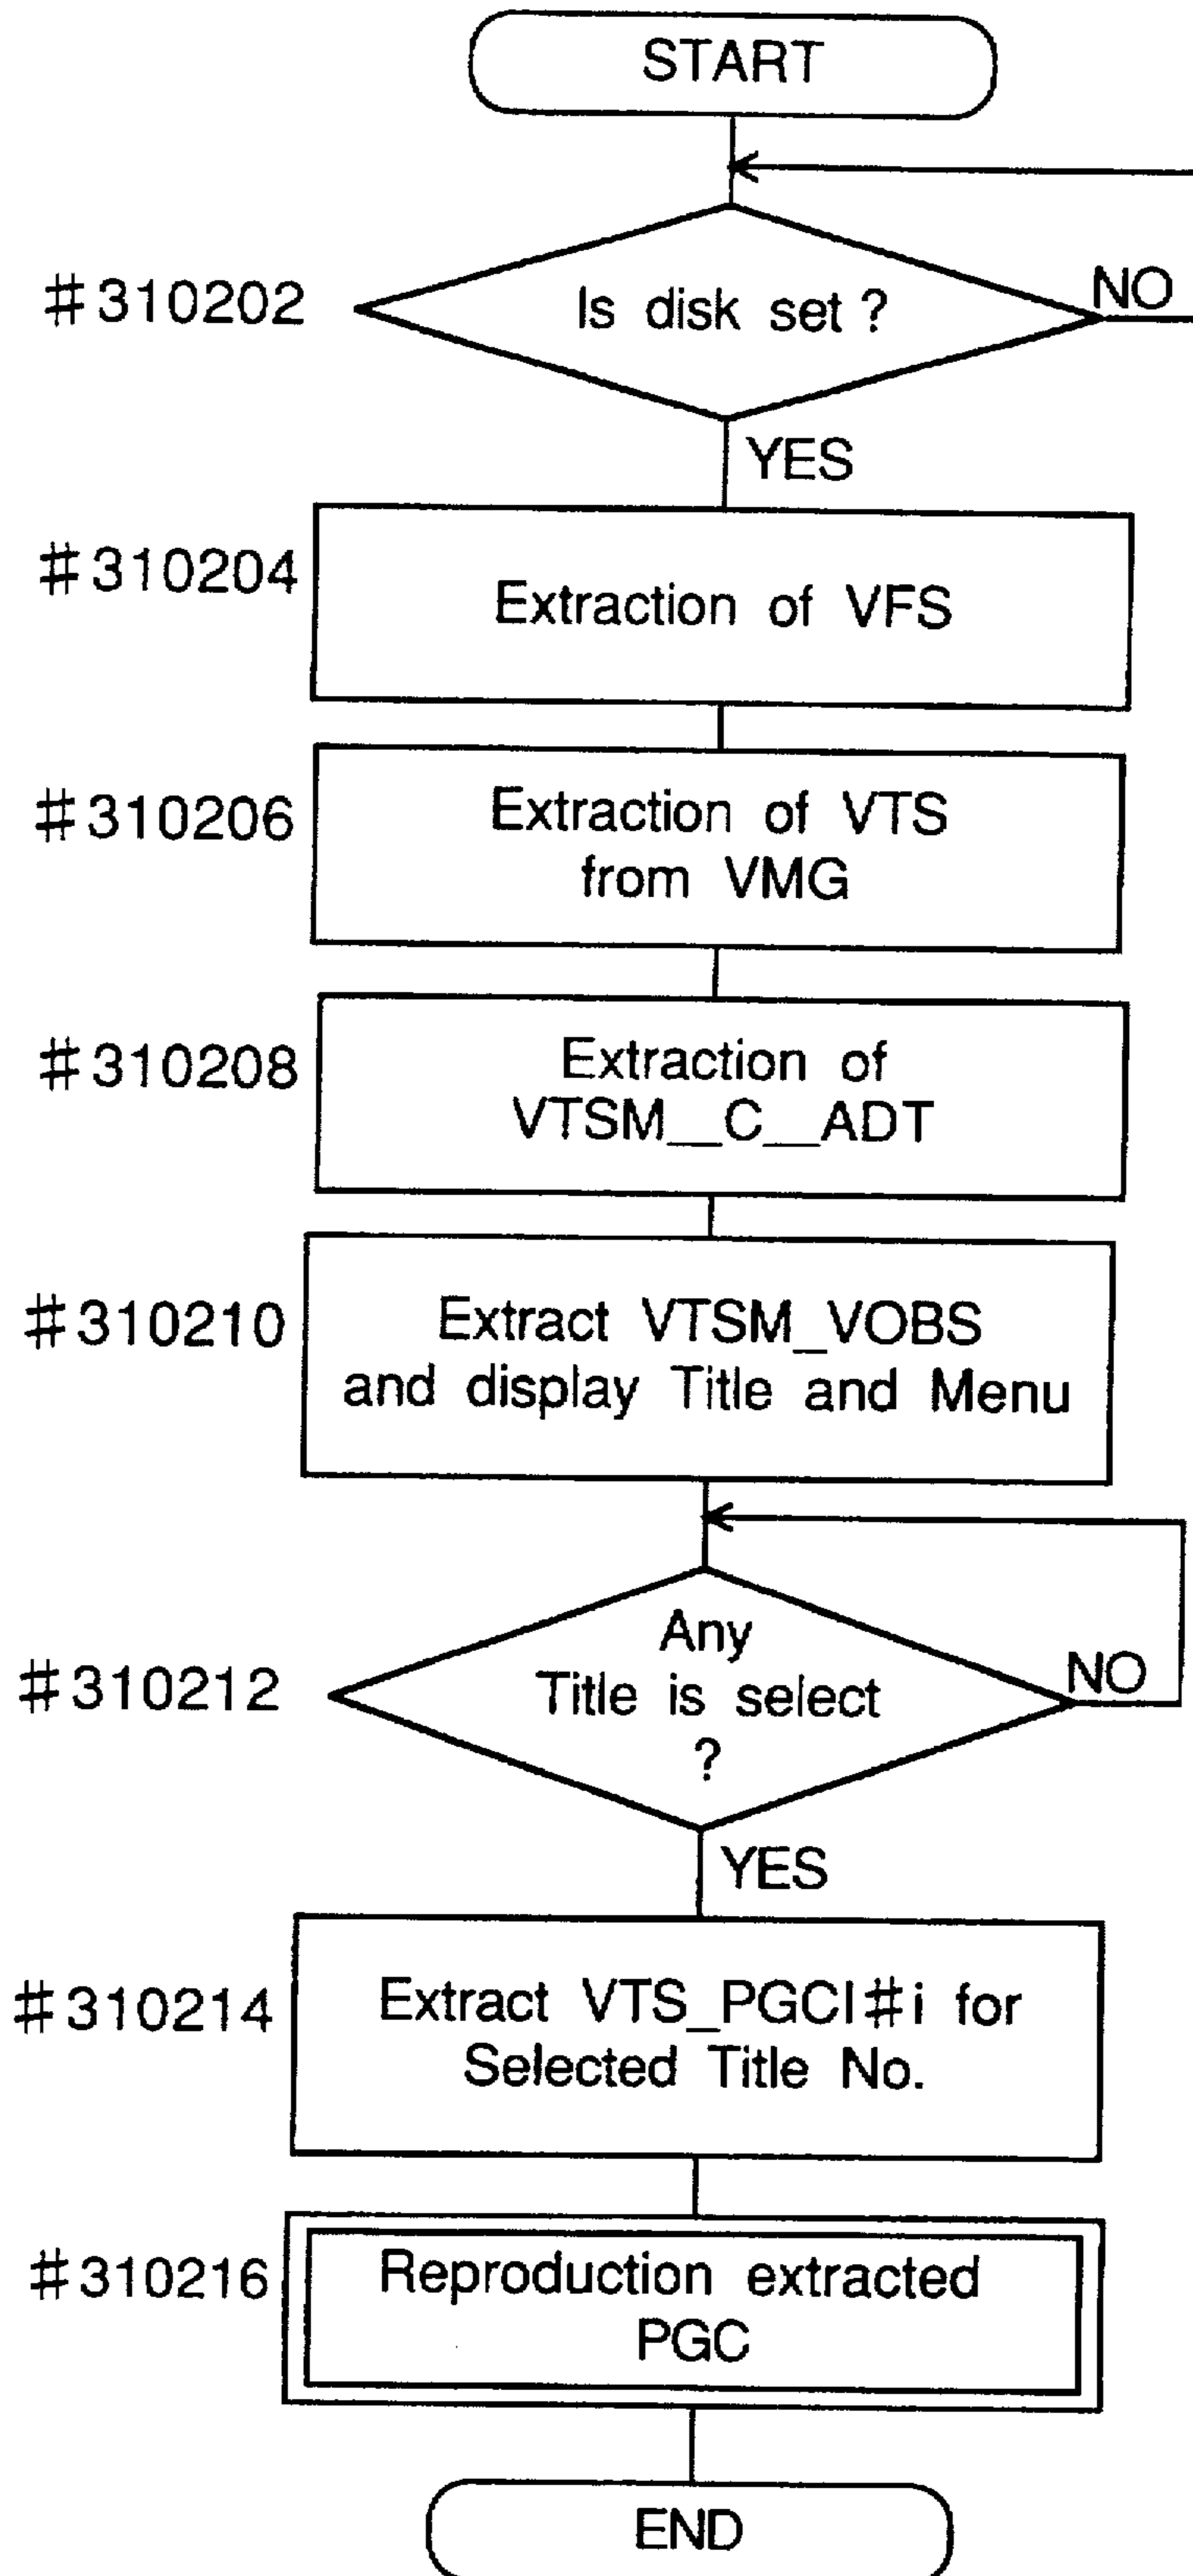 START
#310202
Is disk set ?
NO
YES
#310204
Extraction of VFS
#310206
Extraction of VTS
from VMG
#310208
Extraction of
VTSM__C__ADT
#310210
Extract VTSM_VOBS
and display Title and Menu
#310212
Any
Title is select
?
NO
YES
#310214
Extract VTS_PGCI#i for
Selected Title No.
#310216
Reproduction extracted
PGC
END